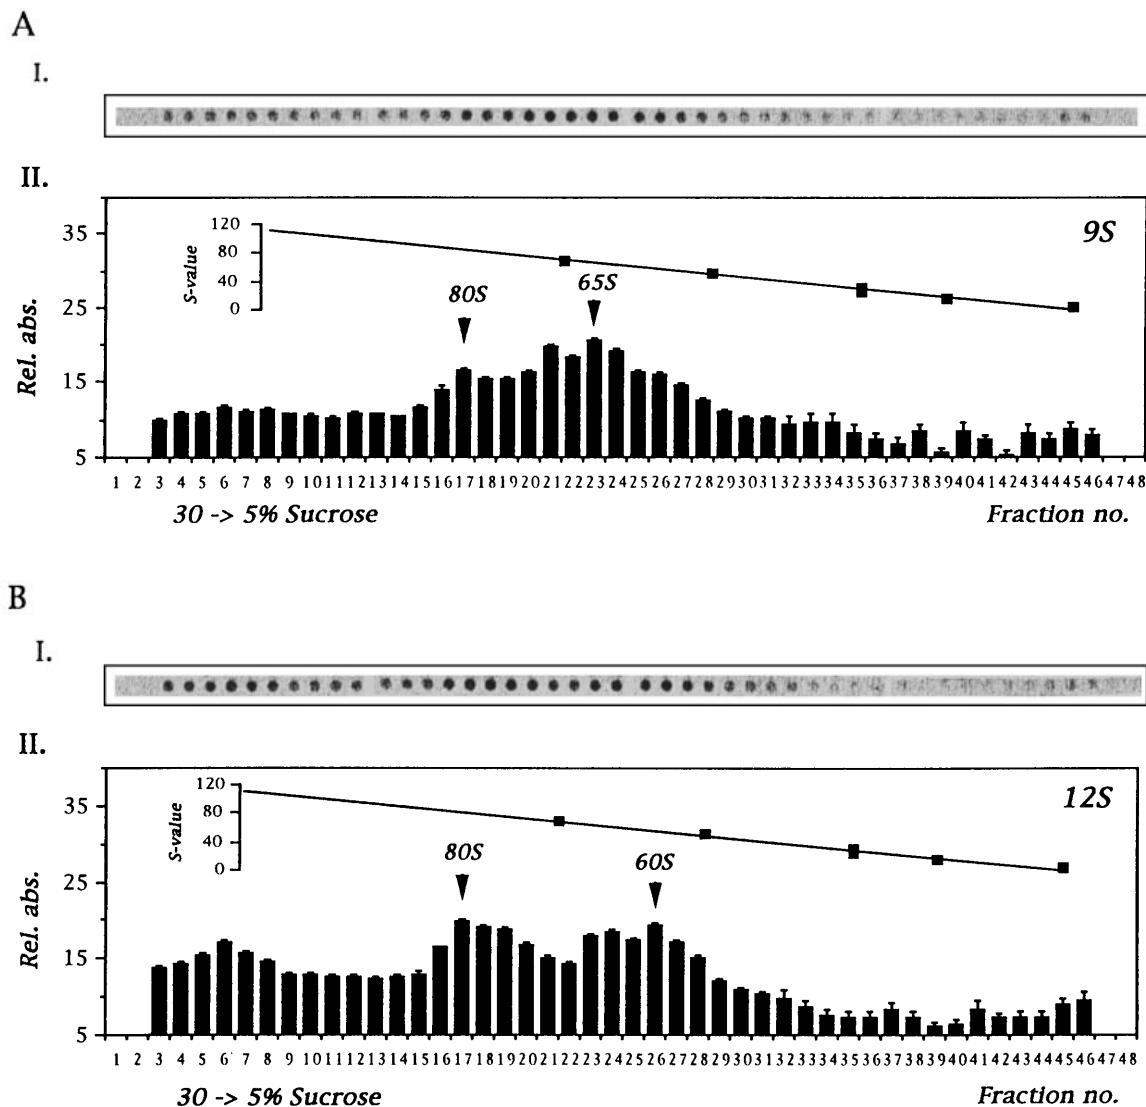 A
I.
II.
9S
120
80
40
0
S-value
80S
65S
35
25
15
5
Rel. abs.
1 2 3 4 5 6 7 8 9 10 11 12 13 14 15 16 17 18 19 20 21 22 23 24 25 26 27 28 29 30 31 32 33 34 35 36 37 38 39 40 41 42 43 44 45 46 47 48
30 -> 5% Sucrose
Fraction no.
B
I.
II.
12S
120
80
40
0
S-value
80S
60S
35
25
15
5
Rel. abs.
1 2 3 4 5 6 7 8 9 10 11 12 13 14 15 16 17 18 19 20 21 22 23 24 25 26 27 28 29 30 31 32 33 34 35 36 37 38 39 40 41 42 43 44 45 46 47 48
30 -> 5% Sucrose
Fraction no.